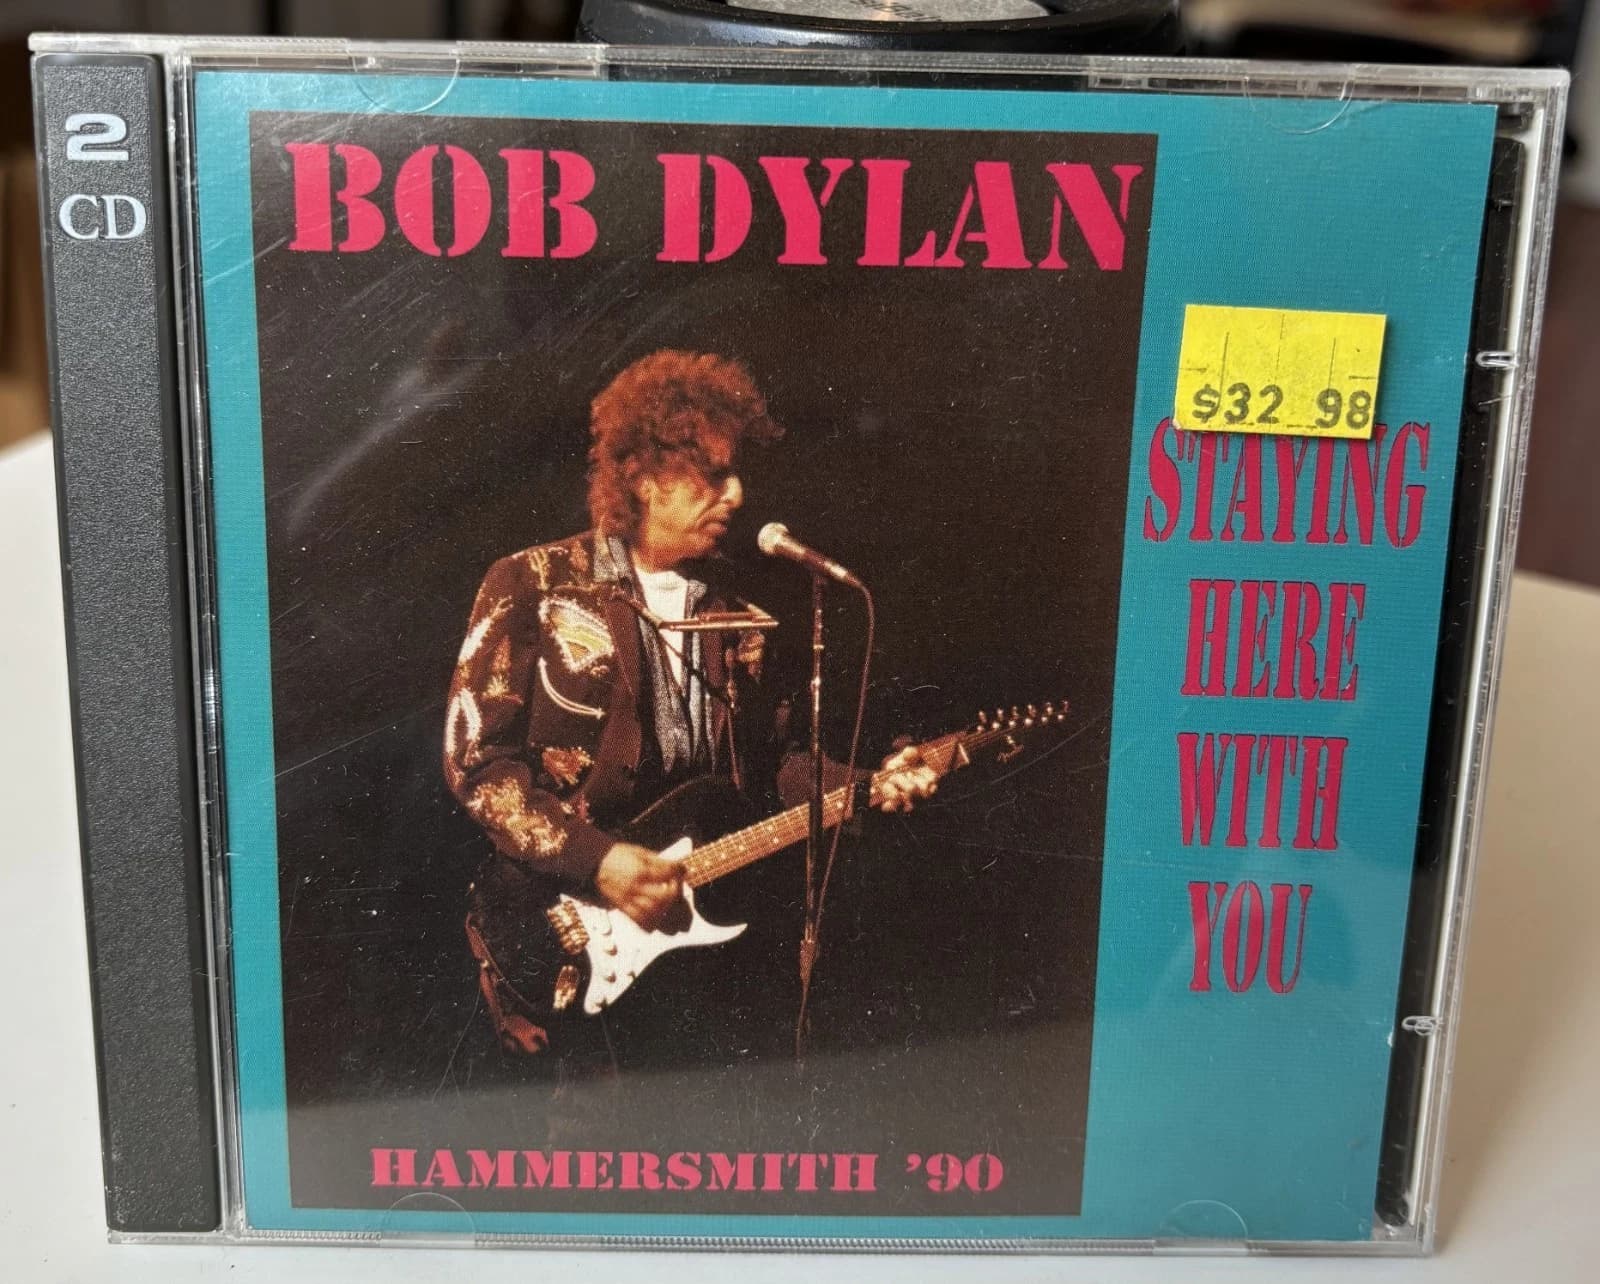 2
CD
BOB DYLAN
$32 98
STAYING
HERE
WITH
YOU
HAMMERSMITH '90